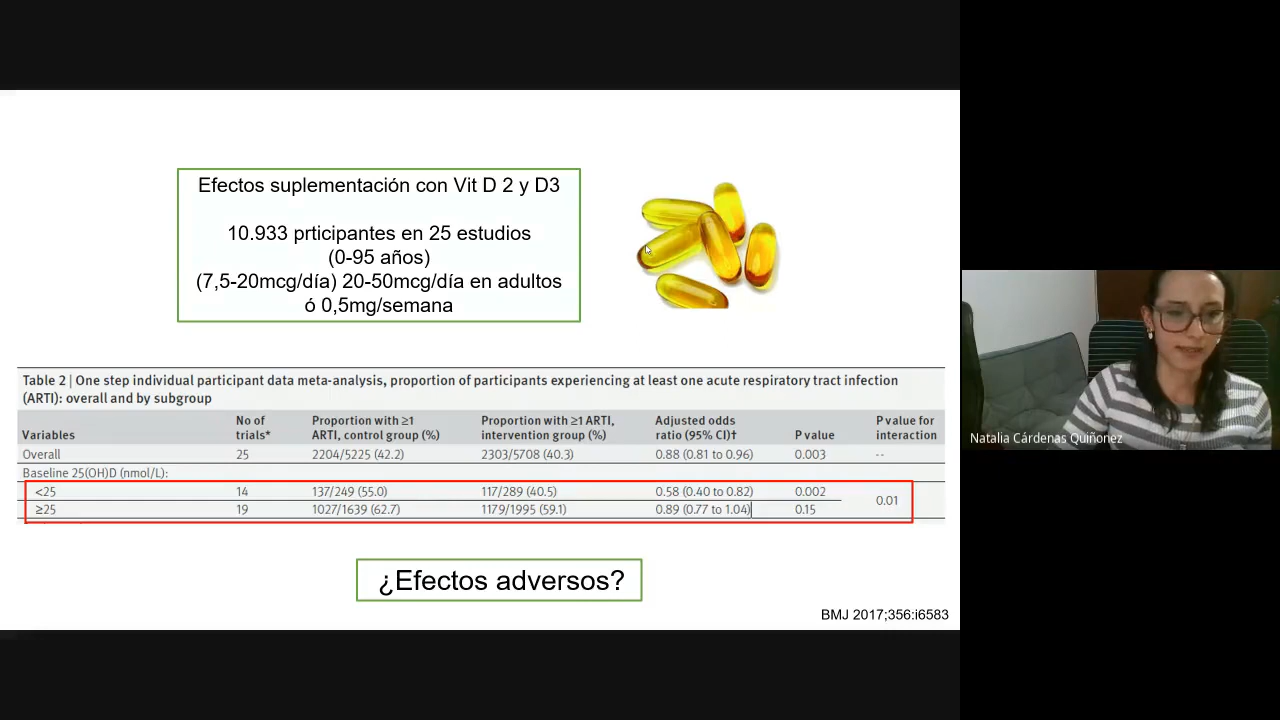 Efectos suplementación con Vit D 2 y D3
10.933 prticipantes en 25 estudios
(0-95 años)
(7,5-20mcg/día) 20-50mcg/día en adultos
ó 0,5mg/semana
Table 2 | One step individual participant data meta-analysis, proportion of participants experiencing at least one acute respiratory tract infection
(ARTI): overall and by subgroup
Variables No of trials* Proportion with ≥1 ARTI, control group (%) Proportion with ≥1 ARTI, intervention group (%) Adjusted odds ratio (95% CI)† P value P value for interaction
Overall 25 2204/5225 (42.2) 2303/5708 (40.3) 0.88 (0.81 to 0.96) 0.003 --
Baseline 25(OH)D (nmol/L):
<25 14 137/249 (55.0) 117/289 (40.5) 0.58 (0.40 to 0.82) 0.002 0.01
≥25 19 1027/1639 (62.7) 1179/1995 (59.1) 0.89 (0.77 to 1.04) 0.15
¿Efectos adversos?
BMJ 2017;356:i6583
Natalia Cárdenas Quiñonez